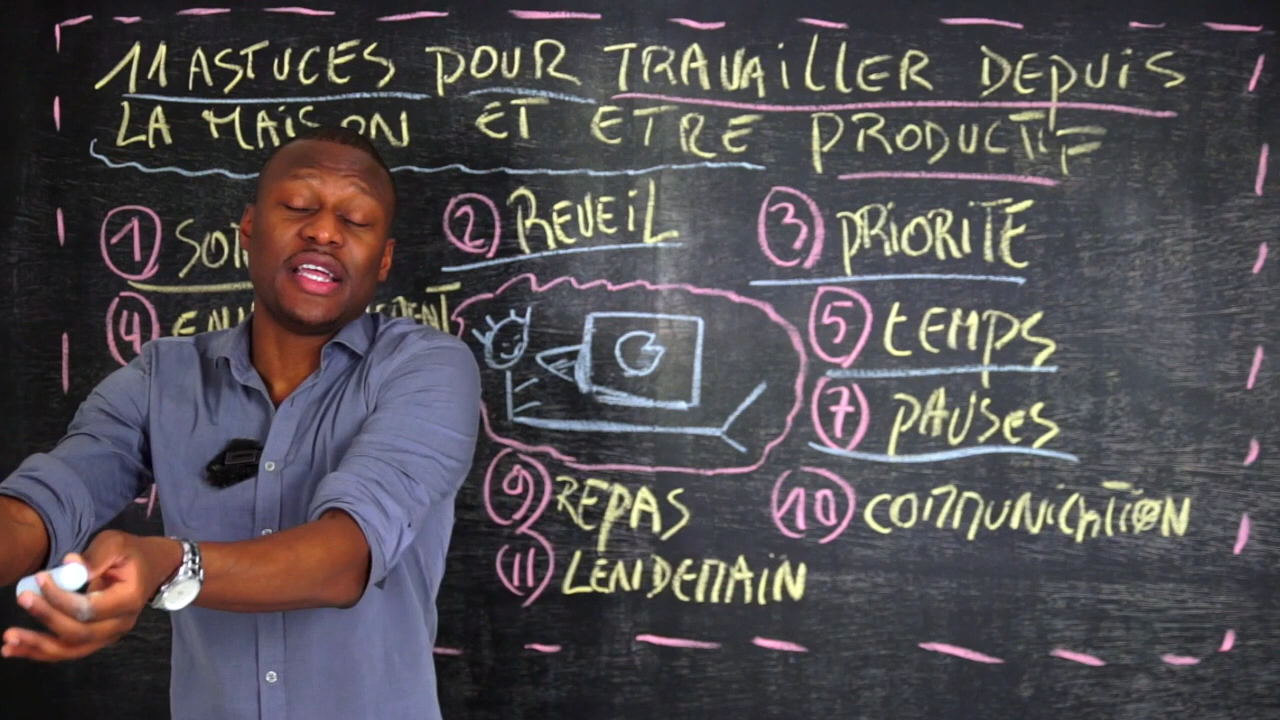 11 ASTUCES POUR TRAVAILLER DEPUIS
LA MAISON ET ETRE PRODUCTIF
1 2 REVEIL 3 PRIORITE
4 5 TEMPS
7 PAUSES
9 REPAS 10 COMMUNICATION
11 LENDEMAIN